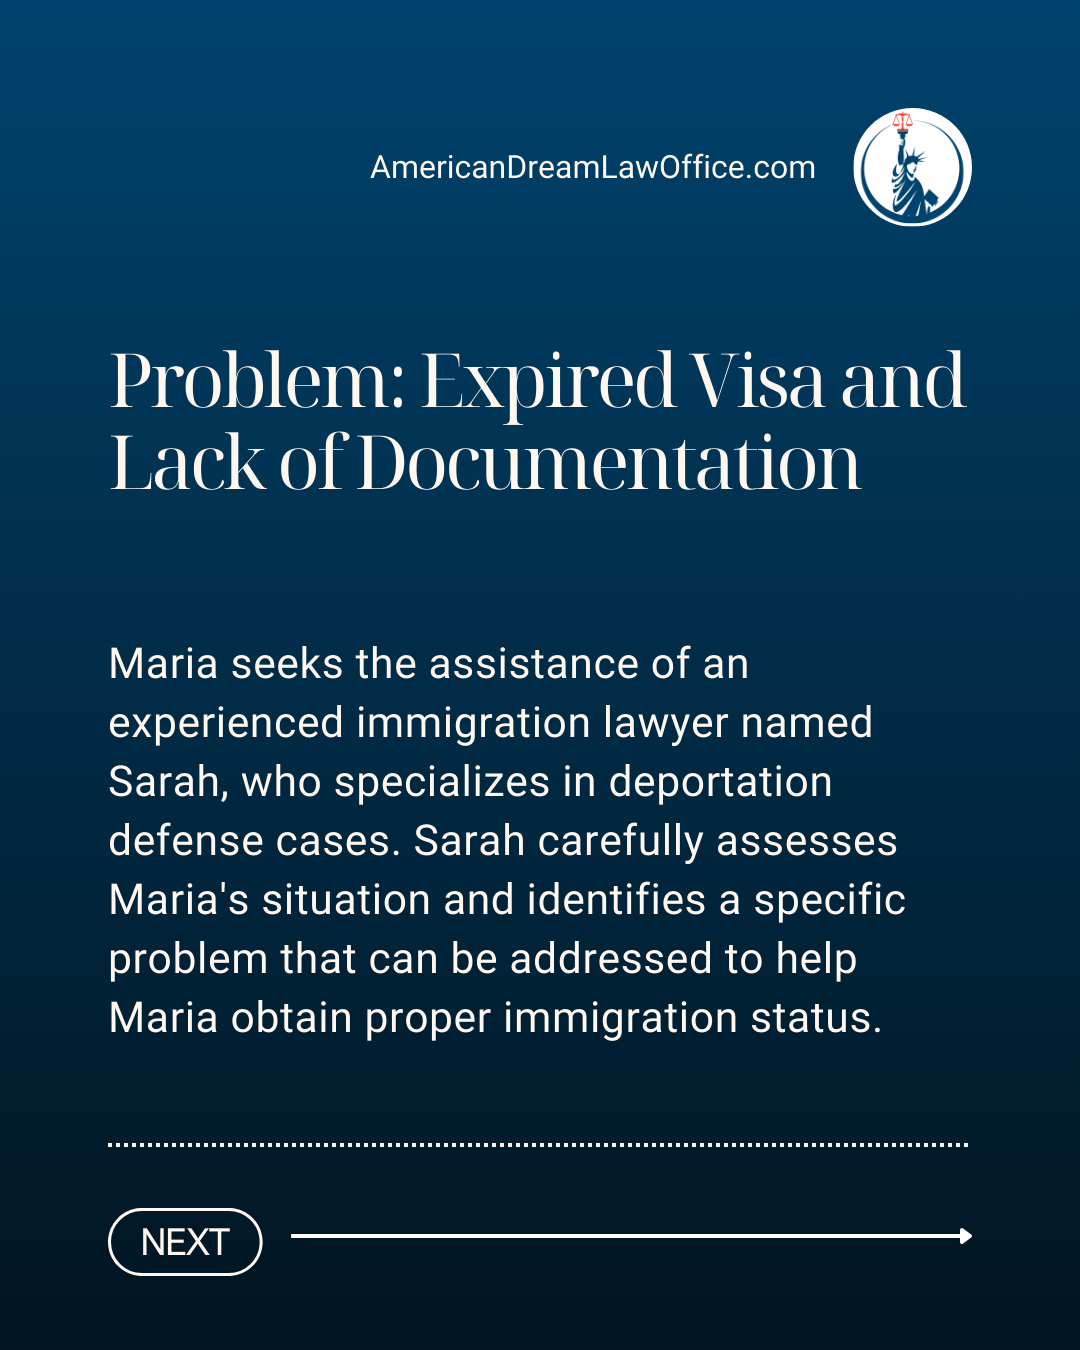 AmericanDreamLawOffice.com
Problem: Expired Visa and
Lack of Documentation
Maria seeks the assistance of an
experienced immigration lawyer named
Sarah, who specializes in deportation
defense cases. Sarah carefully assesses
Maria's situation and identifies a specific
problem that can be addressed to help
Maria obtain proper immigration status.
NEXT